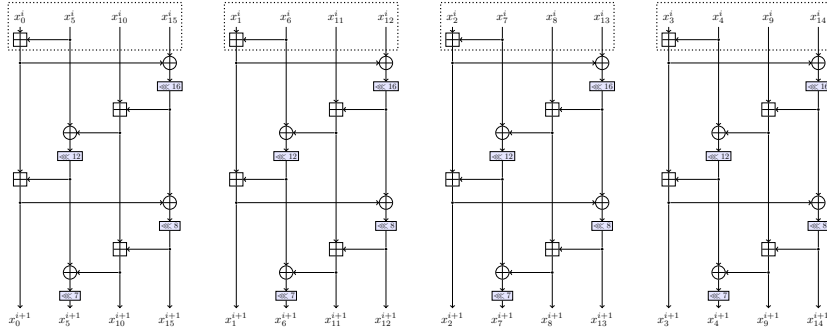 x_0^i x_5^i x_10^i x_15^i x_1^i x_6^i x_11^i x_12^i x_2^i x_7^i x_8^i x_13^i x_3^i x_4^i x_9^i x_14^i
⋘ 16 ⋘ 16 ⋘ 16 ⋘ 16
⋘ 12 ⋘ 12 ⋘ 12 ⋘ 12
⋘ 8 ⋘ 8 ⋘ 8 ⋘ 8
⋘ 7 ⋘ 7 ⋘ 7 ⋘ 7
x_0^{i+1} x_5^{i+1} x_10^{i+1} x_15^{i+1} x_1^{i+1} x_6^{i+1} x_11^{i+1} x_12^{i+1} x_2^{i+1} x_7^{i+1} x_8^{i+1} x_13^{i+1} x_3^{i+1} x_4^{i+1} x_9^{i+1} x_14^{i+1}